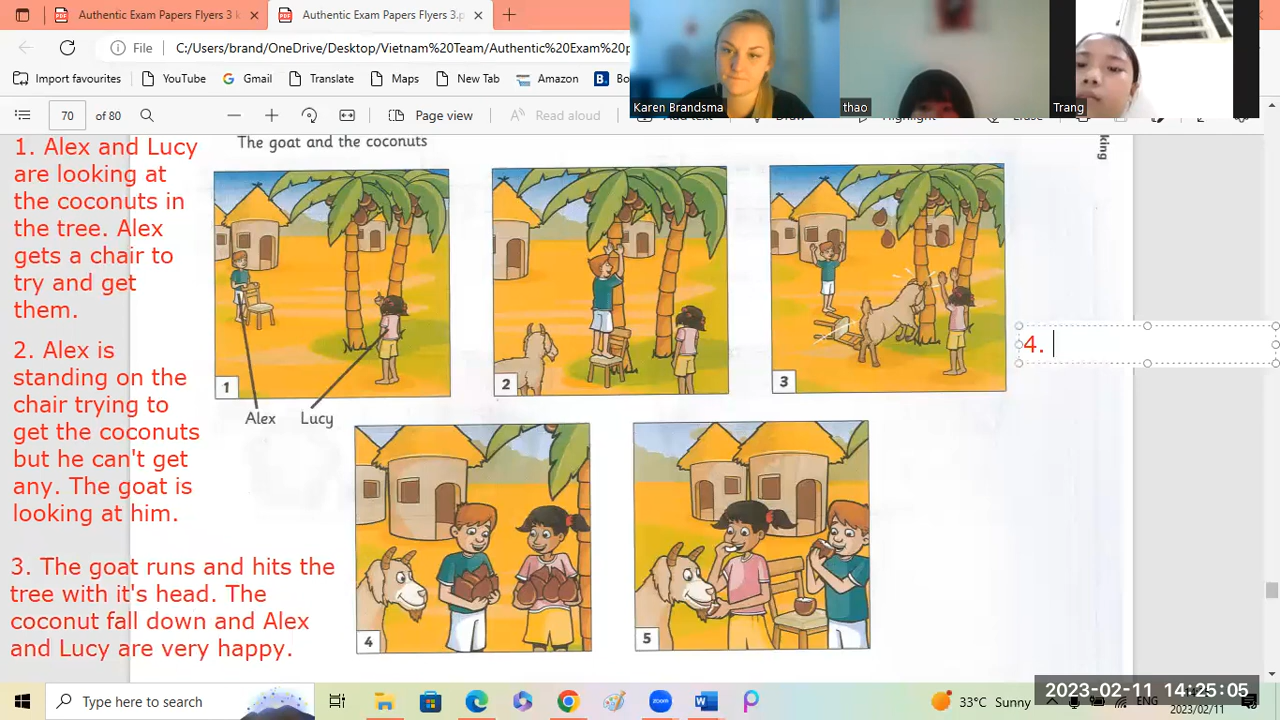 Authentic Exam Papers Flyers 3 k
Authentic Exam Papers Flyers 3.p
File
C:/Users/brand/OneDrive/Desktop/Vietnam%20Team/Authentic%20Exam%20p
Import favourites
YouTube
Gmail
Translate
Maps
New Tab
Amazon
70
of 80
Page view
Read aloud
Karen Brandsma
thao
Trang
The goat and the coconuts
1. Alex and Lucy
are looking at
the coconuts in
the tree. Alex
gets a chair to
try and get
them.
2. Alex is
standing on the
chair trying to
get the coconuts
but he can't get
any. The goat is
looking at him.
3. The goat runs and hits the
tree with it's head. The
coconut fall down and Alex
and Lucy are very happy.
1
2
3
Alex Lucy
4.
4
5
Type here to search
33°C Sunny
ENG
2023-02-11 14:25:05
2023/02/11